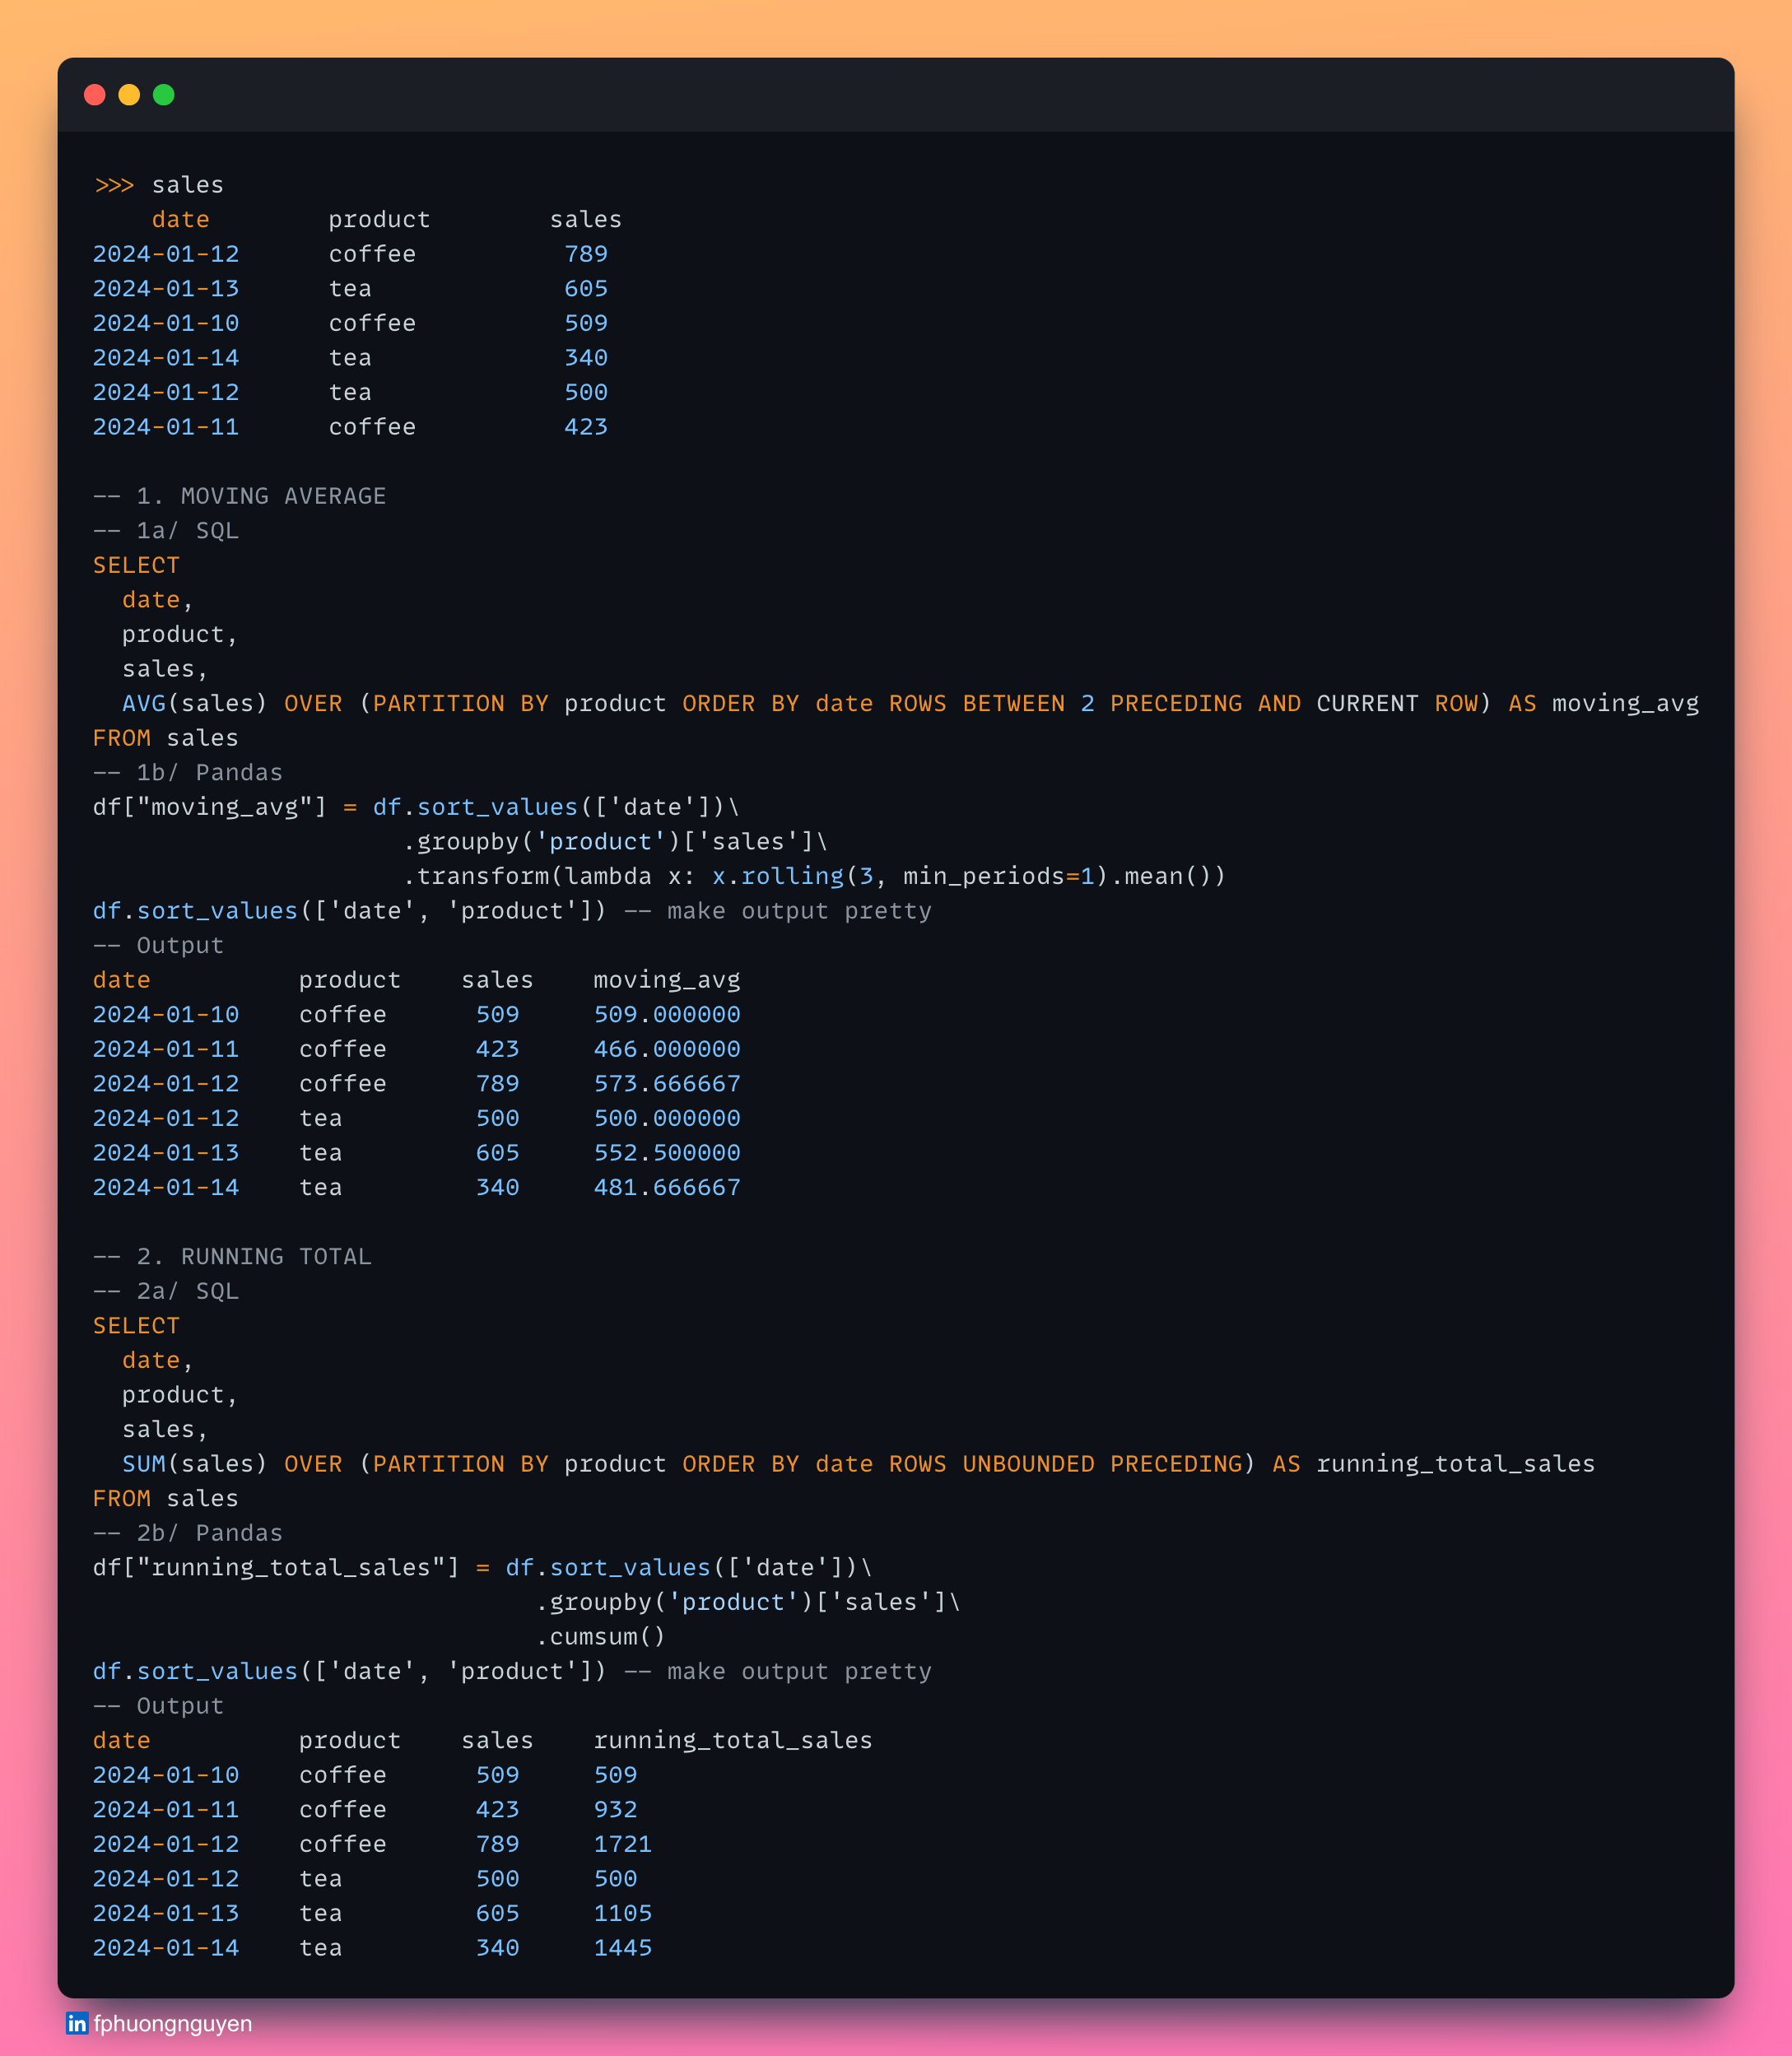 >>> sales
    date        product        sales
2024-01-12      coffee          789
2024-01-13      tea             605
2024-01-10      coffee          509
2024-01-14      tea             340
2024-01-12      tea             500
2024-01-11      coffee          423

-- 1. MOVING AVERAGE
-- 1a/ SQL
SELECT
  date,
  product,
  sales,
  AVG(sales) OVER (PARTITION BY product ORDER BY date ROWS BETWEEN 2 PRECEDING AND CURRENT ROW) AS moving_avg
FROM sales
-- 1b/ Pandas
df["moving_avg"] = df.sort_values(['date'])\
                     .groupby('product')['sales']\
                     .transform(lambda x: x.rolling(3, min_periods=1).mean())
df.sort_values(['date', 'product']) -- make output pretty
-- Output
date          product    sales    moving_avg
2024-01-10    coffee      509     509.000000
2024-01-11    coffee      423     466.000000
2024-01-12    coffee      789     573.666667
2024-01-12    tea         500     500.000000
2024-01-13    tea         605     552.500000
2024-01-14    tea         340     481.666667

-- 2. RUNNING TOTAL
-- 2a/ SQL
SELECT
  date,
  product,
  sales,
  SUM(sales) OVER (PARTITION BY product ORDER BY date ROWS UNBOUNDED PRECEDING) AS running_total_sales
FROM sales
-- 2b/ Pandas
df["running_total_sales"] = df.sort_values(['date'])\
                              .groupby('product')['sales']\
                              .cumsum()
df.sort_values(['date', 'product']) -- make output pretty
-- Output
date          product    sales    running_total_sales
2024-01-10    coffee      509     509
2024-01-11    coffee      423     932
2024-01-12    coffee      789     1721
2024-01-12    tea         500     500
2024-01-13    tea         605     1105
2024-01-14    tea         340     1445
in fphuongnguyen